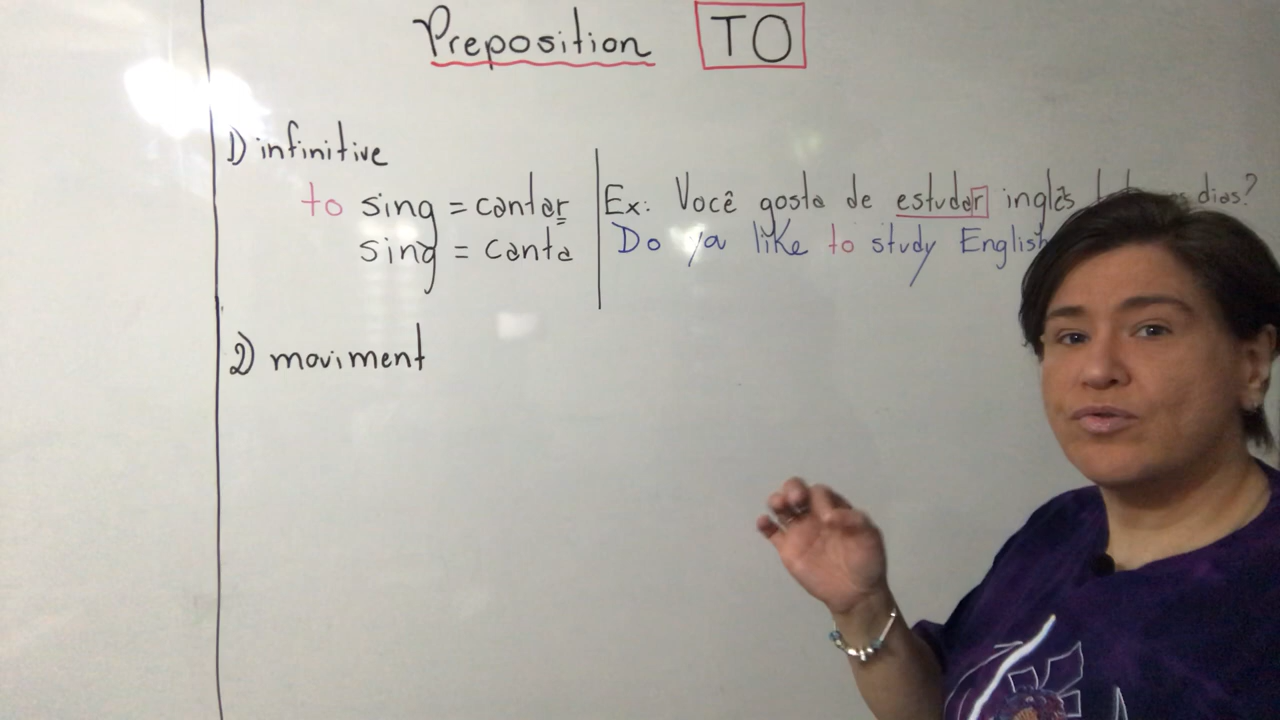 Preposition TO
1) infinitive
to sing = cantar
sing = canta
Ex: Você gosta de estudar inglês dias?
Do ya like to study English
2) moviment